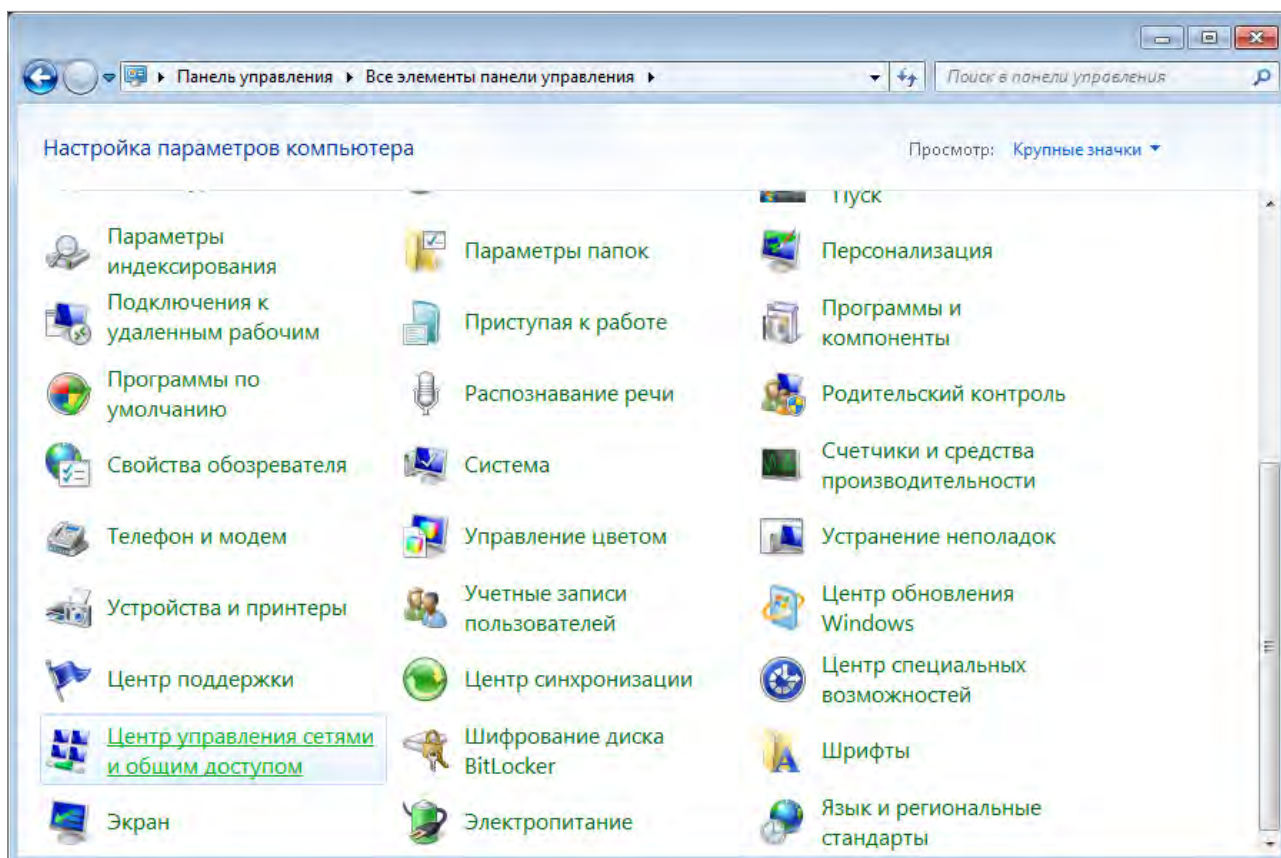 Панель управления ▸ Все элементы панели управления ▸
Поиск в панели управления
Настройка параметров компьютера
Просмотр: Крупные значки
Пуск
Параметры
индексирования
Параметры папок
Персонализация
Подключения к
удаленным рабочим
Приступая к работе
Программы и
компоненты
Программы по
умолчанию
Распознавание речи
Родительский контроль
Свойства обозревателя
Система
Счетчики и средства
производительности
Телефон и модем
Управление цветом
Устранение неполадок
Устройства и принтеры
Учетные записи
пользователей
Центр обновления
Windows
Центр поддержки
Центр синхронизации
Центр специальных
возможностей
Центр управления сетями
и общим доступом
Шифрование диска
BitLocker
Шрифты
Экран
Электропитание
Язык и региональные
стандарты